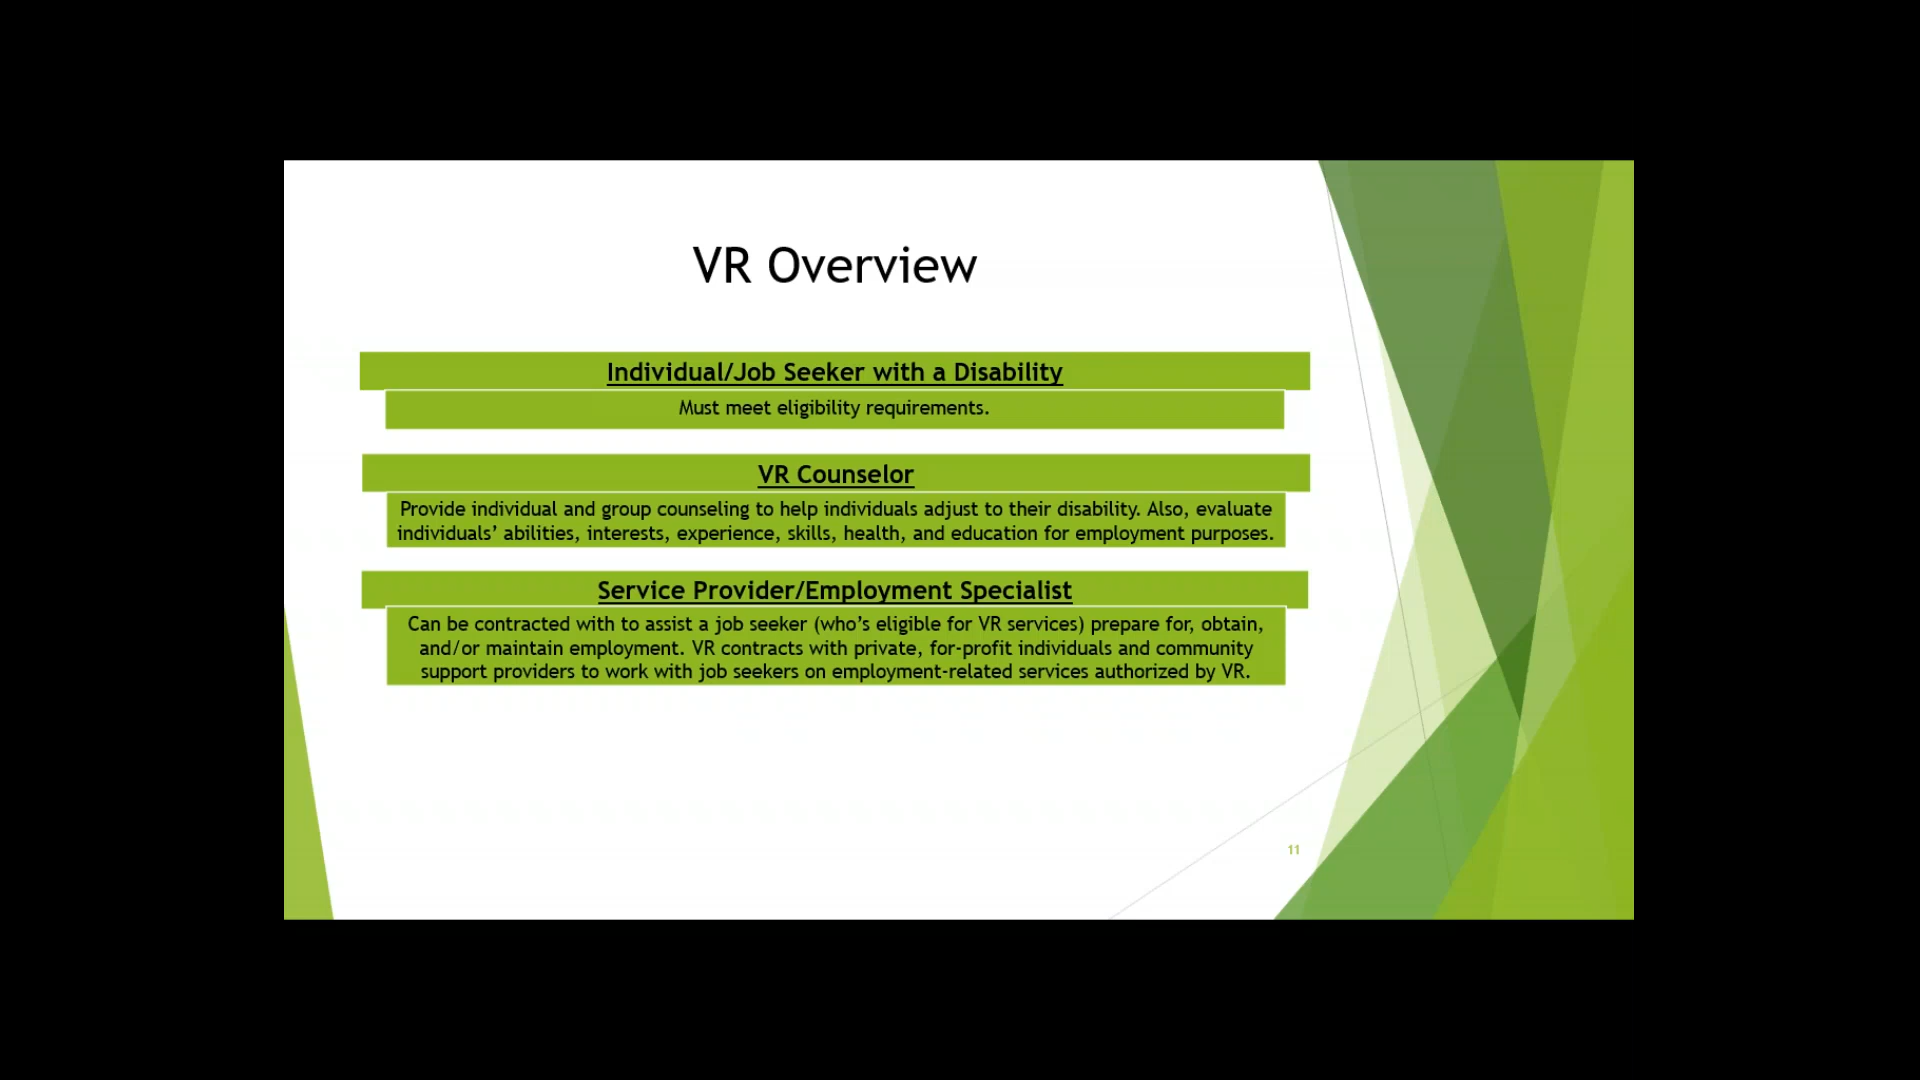 VR Overview
Individual/Job Seeker with a Disability
Must meet eligibility requirements.
VR Counselor
Provide individual and group counseling to help individuals adjust to their disability. Also, evaluate
individuals’ abilities, interests, experience, skills, health, and education for employment purposes.
Service Provider/Employment Specialist
Can be contracted with to assist a job seeker (who’s eligible for VR services) prepare for, obtain,
and/or maintain employment. VR contracts with private, for-profit individuals and community
support providers to work with job seekers on employment-related services authorized by VR.
11